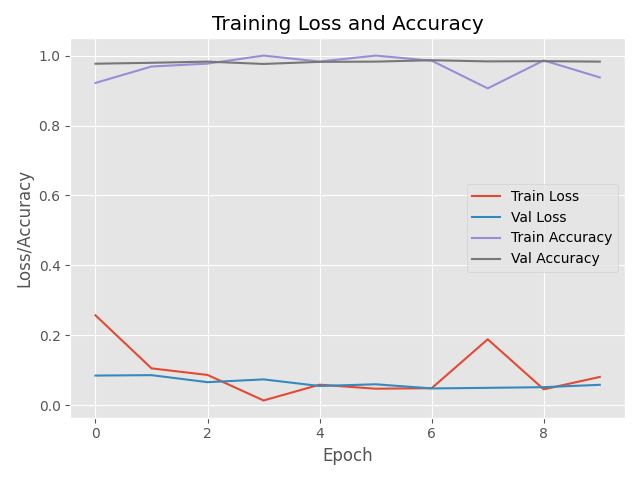 Training Loss and Accuracy
1.0
0.8
0.6
0.4
0.2
0.0
Loss/Accuracy
Train Loss
Val Loss
Train Accuracy
Val Accuracy
0 2 4 6 8
Epoch